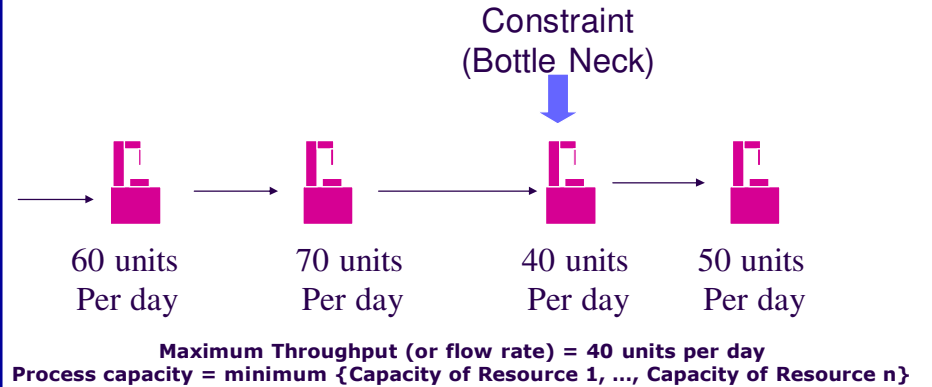 Constraint
(Bottle Neck)
60 units
Per day
70 units
Per day
40 units
Per day
50 units
Per day
Maximum Throughput (or flow rate) = 40 units per day
Process capacity = minimum {Capacity of Resource 1, ..., Capacity of Resource n}